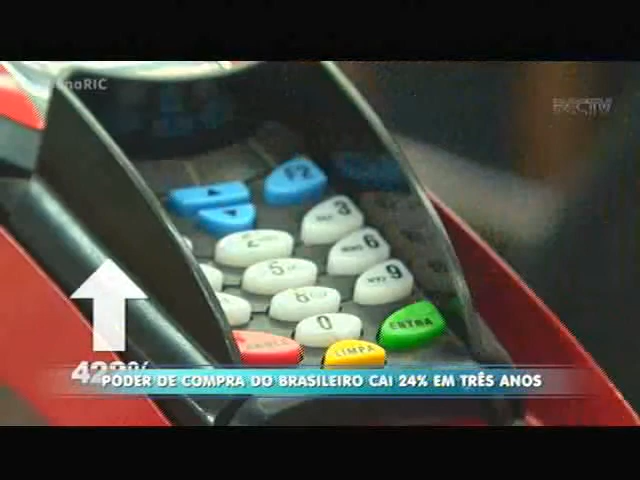 naRIC
RICTV
F2
3
2
6
5
9
8
0
ENTRA
LIMPA
PODER DE COMPRA DO BRASILEIRO CAI 24% EM TRÊS ANOS